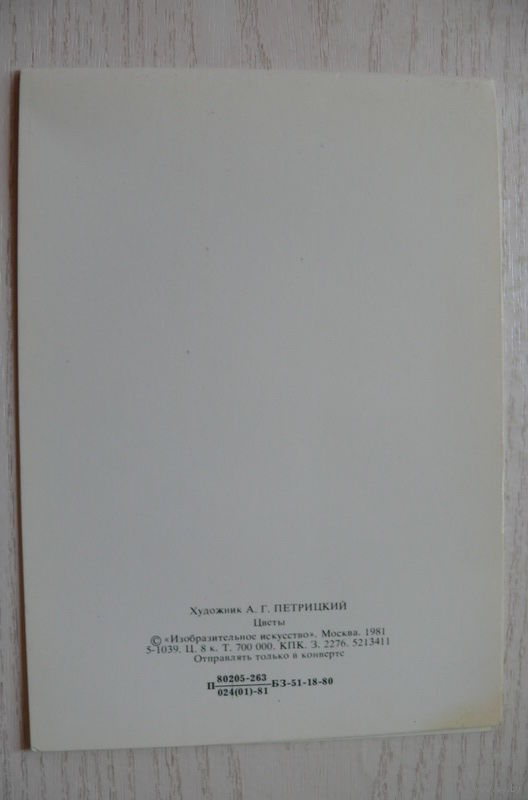 Художник А. Г. ПЕТРИЦКИЙ
Цветы
© «Изобразительное искусство». Москва. 1981
5-1039. Ц. 8 к. Т. 700 000. КПК. З. 2276. 5213411
Отправлять только в конверте
П 80205-263 БЗ-51-18-80
024(01)-81